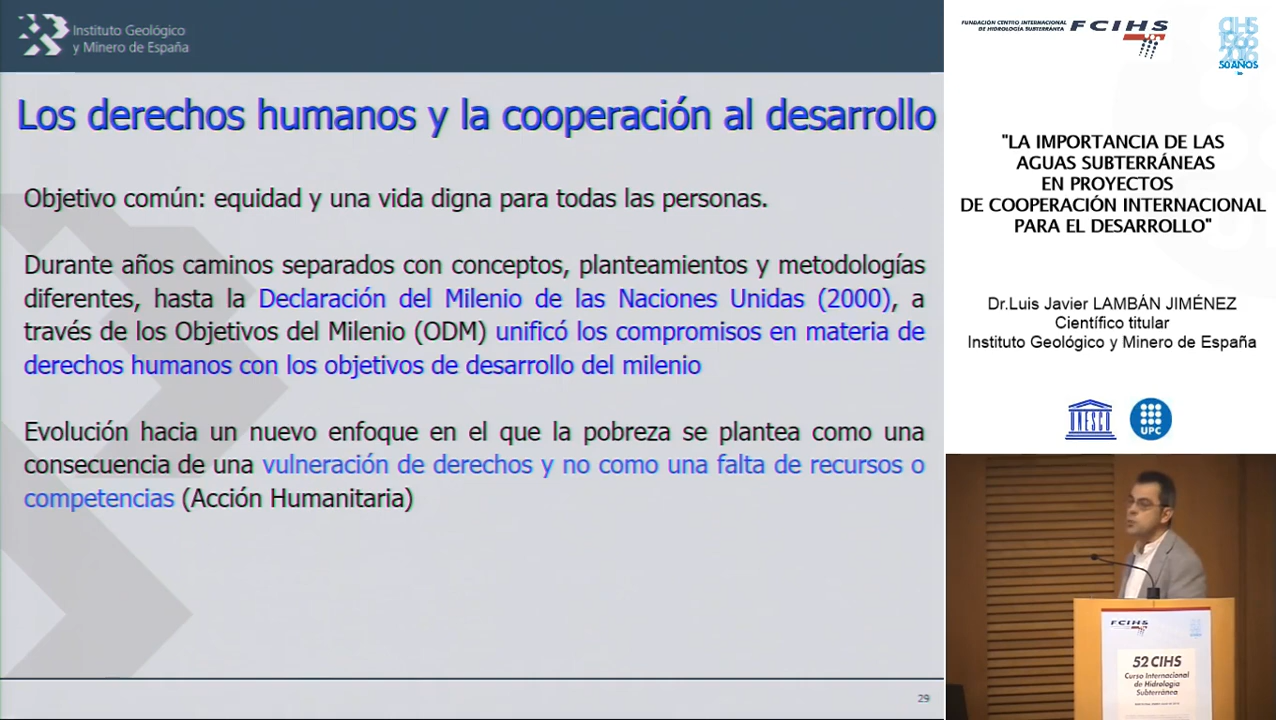 Instituto Geológico
y Minero de España
Los derechos humanos y la cooperación al desarrollo
Objetivo común: equidad y una vida digna para todas las personas.
Durante años caminos separados con conceptos, planteamientos y metodologías
diferentes, hasta la Declaración del Milenio de las Naciones Unidas (2000), a
través de los Objetivos del Milenio (ODM) unificó los compromisos en materia de
derechos humanos con los objetivos de desarrollo del milenio
Evolución hacia un nuevo enfoque en el que la pobreza se plantea como una
consecuencia de una vulneración de derechos y no como una falta de recursos o
competencias (Acción Humanitaria)
29
FUNDACIÓN CENTRO INTERNACIONAL
DE HIDROLOGÍA SUBTERRÁNEA
FCIHS
CIHS
1966
2016
50 AÑOS
"LA IMPORTANCIA DE LAS
AGUAS SUBTERRÁNEAS
EN PROYECTOS
DE COOPERACIÓN INTERNACIONAL
PARA EL DESARROLLO"
Dr.Luis Javier LAMBÁN JIMÉNEZ
Científico titular
Instituto Geológico y Minero de España
UNESCO
UPC
FCIHS
52 CIHS
Curso Internacional
de Hidrología
Subterránea